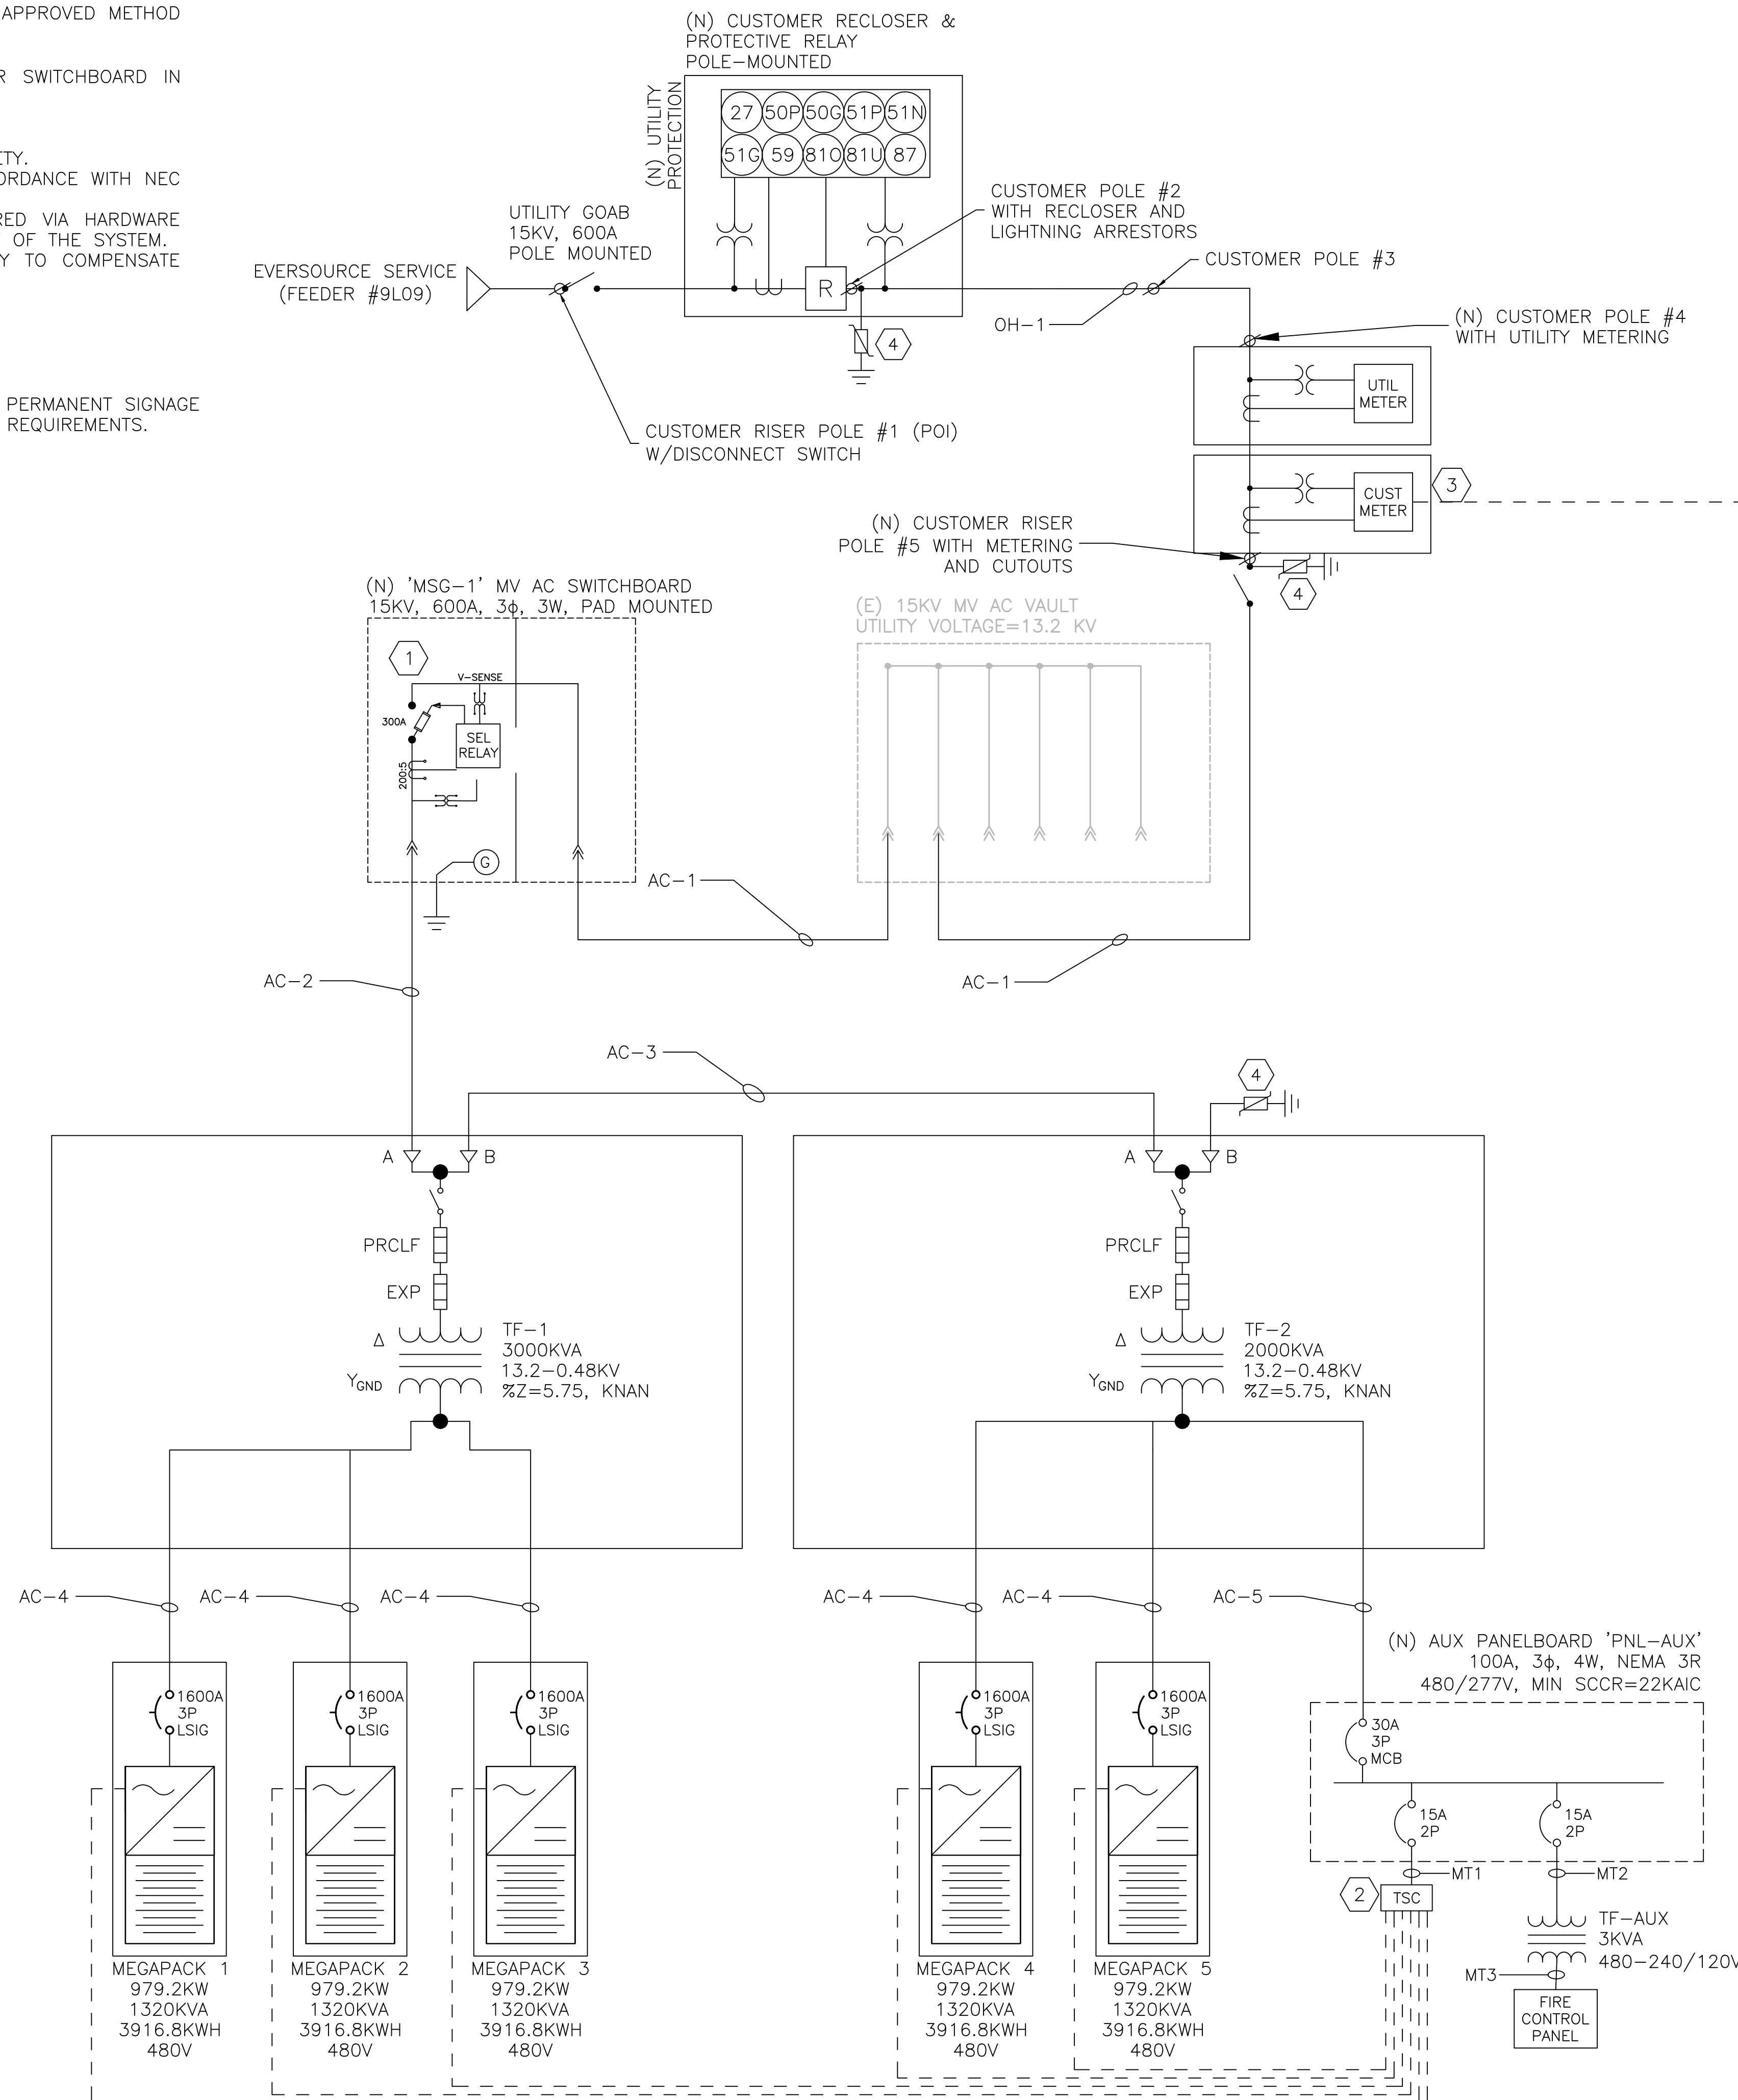 APPROVED METHOD
R SWITCHBOARD IN
ETY.
ORDANCE WITH NEC
RED VIA HARDWARE
OF THE SYSTEM.
Y TO COMPENSATE
PERMANENT SIGNAGE
REQUIREMENTS.
(N) CUSTOMER RECLOSER &
PROTECTIVE RELAY
POLE-MOUNTED
(N) UTILITY
PROTECTION
27 50P 50G 51P 51N
51G 59 81O 81U 87
UTILITY GOAB
15KV, 600A
POLE MOUNTED
EVERSOURCE SERVICE
(FEEDER #9L09)
R
4
CUSTOMER POLE #2
WITH RECLOSER AND
LIGHTNING ARRESTORS
CUSTOMER POLE #3
OH-1
(N) CUSTOMER POLE #4
WITH UTILITY METERING
UTIL
METER
CUSTOMER RISER POLE #1 (POI)
W/DISCONNECT SWITCH
CUST
METER
3
(N) CUSTOMER RISER
POLE #5 WITH METERING
AND CUTOUTS
4
(N) 'MSG-1' MV AC SWITCHBOARD
15KV, 600A, 3ϕ, 3W, PAD MOUNTED
(E) 15KV MV AC VAULT
UTILITY VOLTAGE=13.2 KV
1
V-SENSE
300A
SEL
RELAY
200:5
G
AC-1
AC-1
AC-2
AC-3
4
A B
A B
PRCLF
EXP
Δ
YGND
TF-1
3000KVA
13.2-0.48KV
%Z=5.75, KNAN
PRCLF
EXP
Δ
YGND
TF-2
2000KVA
13.2-0.48KV
%Z=5.75, KNAN
AC-4 AC-4 AC-4 AC-4 AC-4 AC-5
(N) AUX PANELBOARD 'PNL-AUX'
100A, 3ϕ, 4W, NEMA 3R
480/277V, MIN SCCR=22KAIC
1600A
3P
LSIG
1600A
3P
LSIG
1600A
3P
LSIG
1600A
3P
LSIG
1600A
3P
LSIG
30A
3P
MCB
15A
2P
15A
2P
MT1
MT2
2
TSC
TF-AUX
3KVA
480-240/120V
MT3
FIRE
CONTROL
PANEL
MEGAPACK 1
979.2KW
1320KVA
3916.8KWH
480V
MEGAPACK 2
979.2KW
1320KVA
3916.8KWH
480V
MEGAPACK 3
979.2KW
1320KVA
3916.8KWH
480V
MEGAPACK 4
979.2KW
1320KVA
3916.8KWH
480V
MEGAPACK 5
979.2KW
1320KVA
3916.8KWH
480V